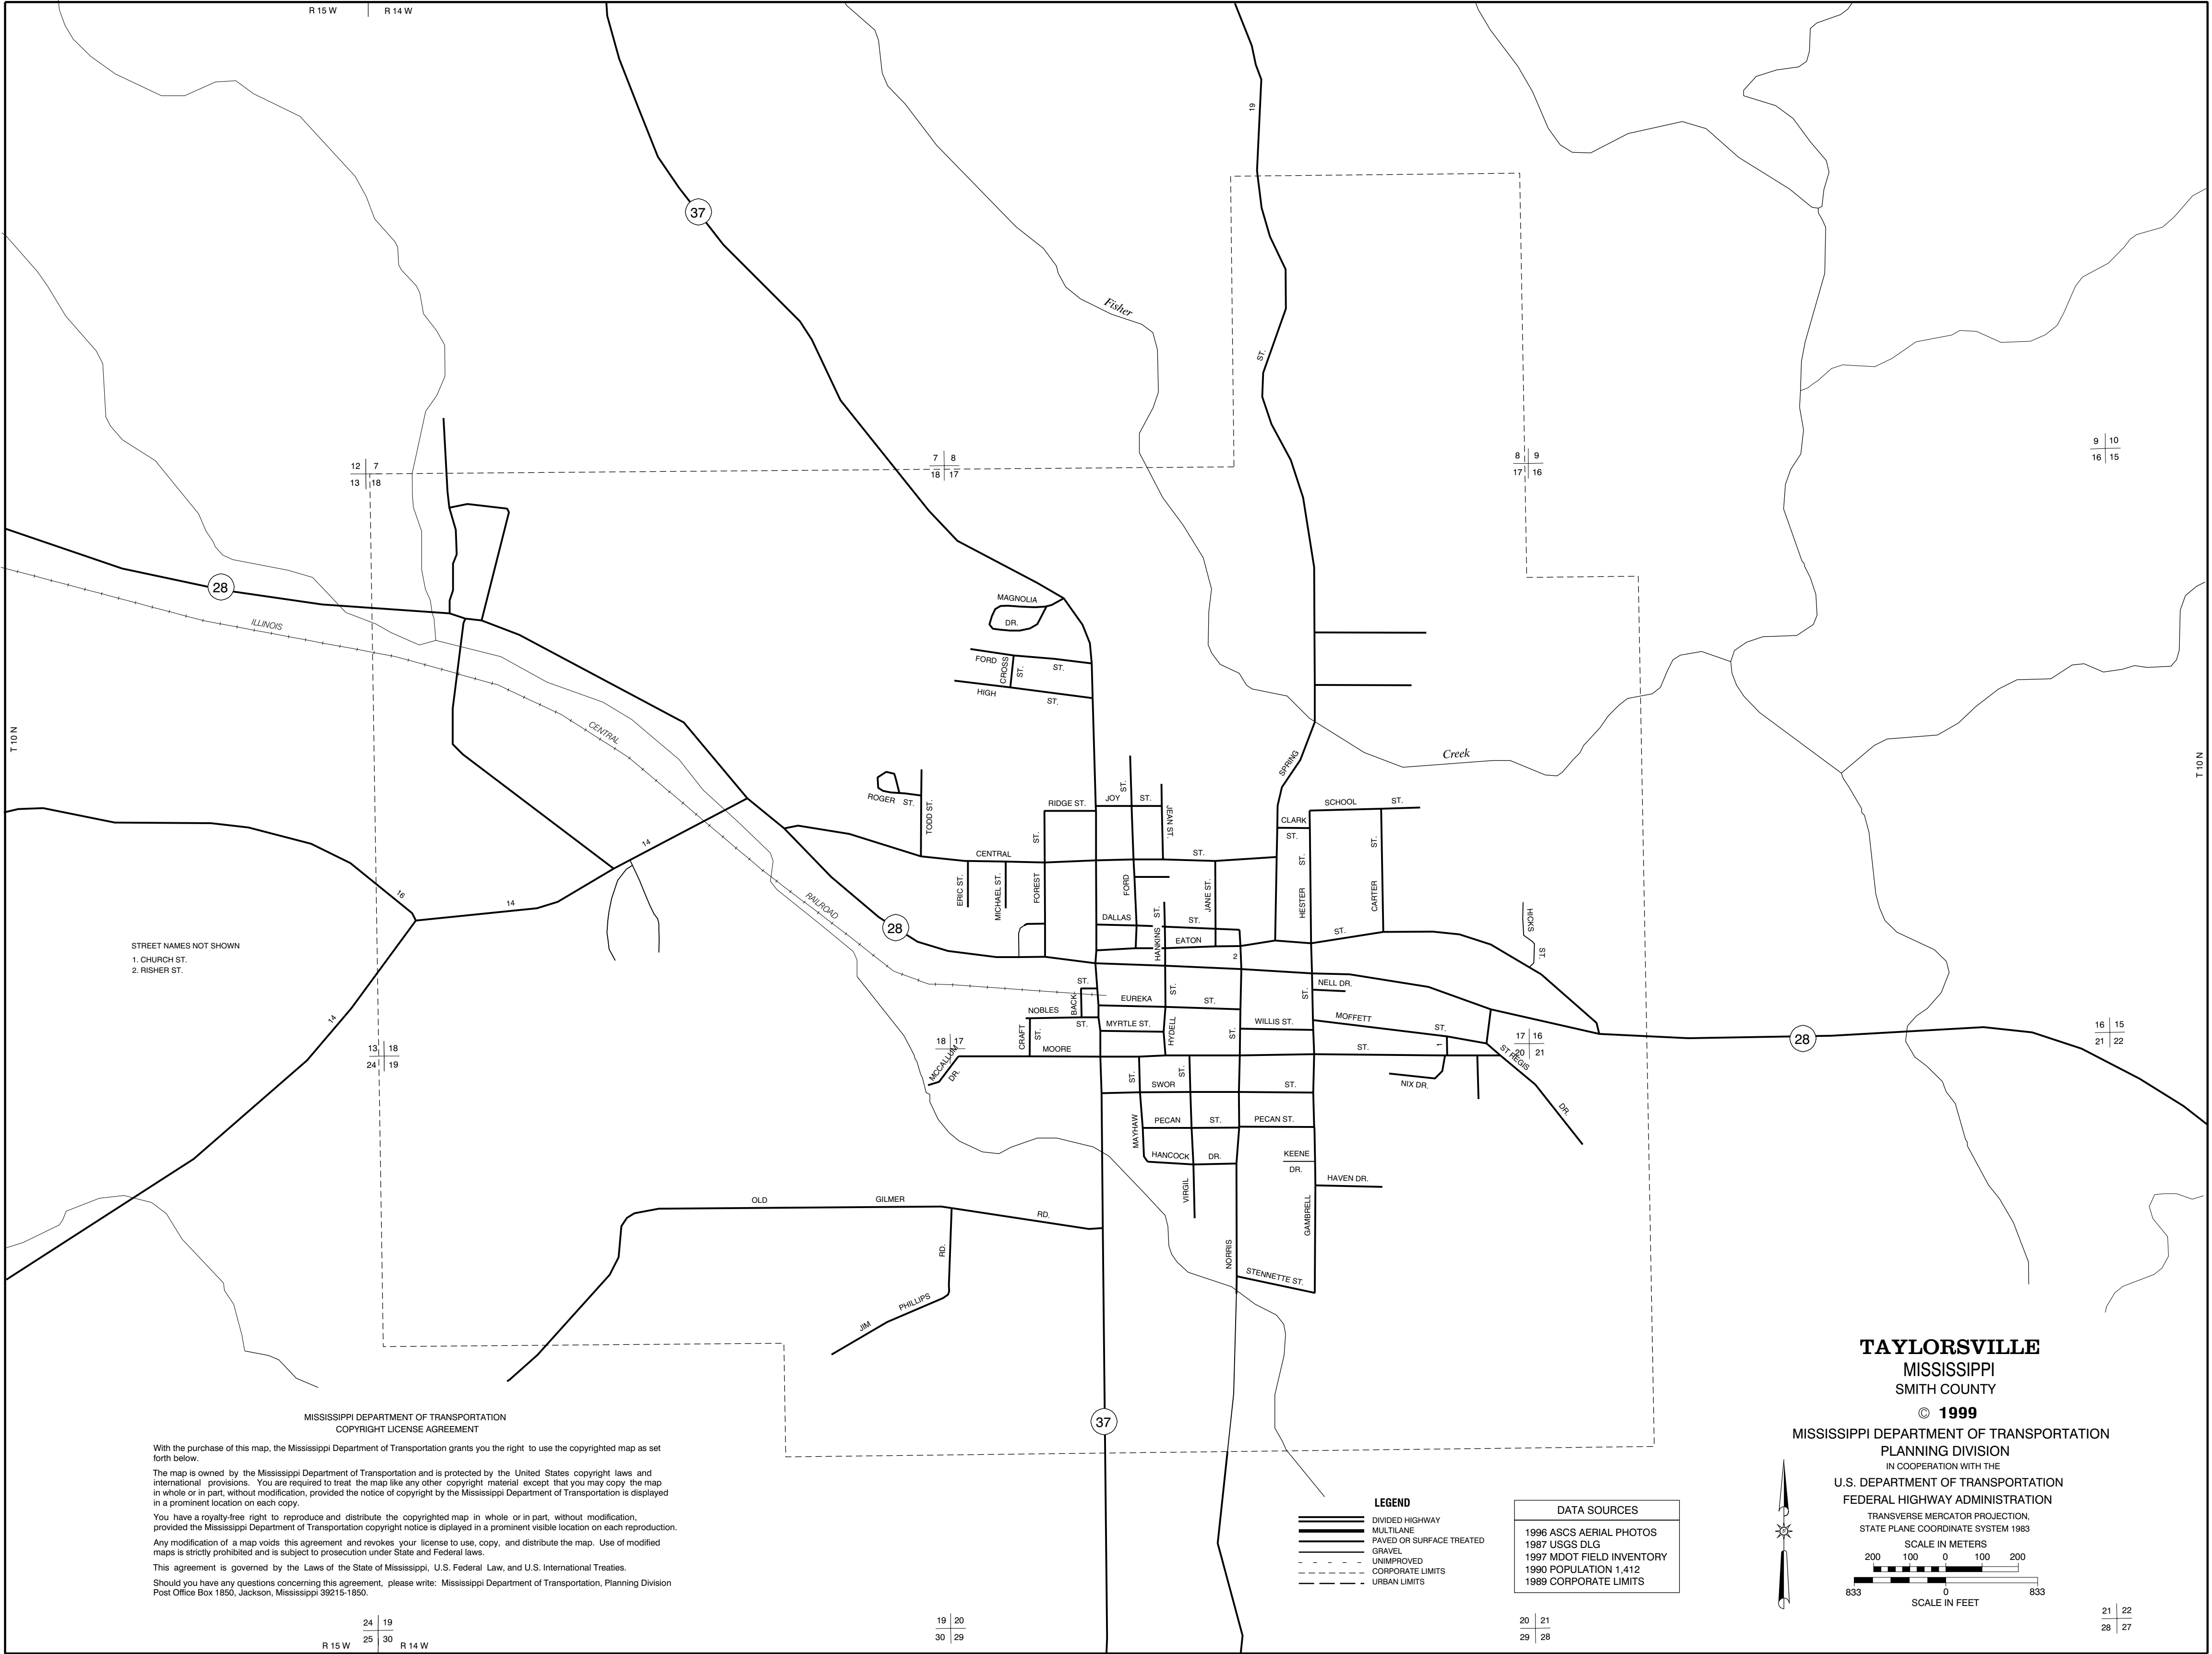 R 15 W R 14 W
19
37
Fisher
ST.
12 7
13 18
7 8
18 17
8 9
17 16
9 10
16 15
28
ILLINOIS
MAGNOLIA
DR.
FORD ST.
CROSS ST.
HIGH ST.
CENTRAL
T 10 N
T 10 N
Creek
SPRING
ROGER ST.
TODD ST.
RIDGE ST.
JOY ST.
ST.
JEAN ST.
SCHOOL ST.
CLARK
ST.
14
CENTRAL ST.
ST.
ST.
ST.
16
14
RAILROAD
ERIC ST.
MICHAEL ST.
FOREST
FORD
JANE ST.
HESTER
CARTER
28
DALLAS ST.
ST.
HANKINS
EATON ST.
2
HICKS ST.
STREET NAMES NOT SHOWN
1. CHURCH ST.
2. RISHER ST.
14
ST.
BACK
NOBLES ST.
EUREKA ST.
ST.
NELL DR.
ST.
CRAFT ST.
MYRTLE ST.
HAYDELL
ST.
WILLIS ST.
MOFFETT ST.
1
13 18
24 19
18 17
MCCALLUM DR.
MOORE ST.
17 16
20 21
ST REGIS DR.
28
16 15
21 22
ST.
ST.
SWOR ST.
NIX DR.
MAYHAW
PECAN ST.
PECAN ST.
HANCOCK DR.
KEENE
DR.
VIRGIL
HAVEN DR.
GAMBRELL
OLD GILMER RD.
RD.
NORRIS
STENNETTE ST.
JIM PHILLIPS
37
MISSISSIPPI DEPARTMENT OF TRANSPORTATION
COPYRIGHT LICENSE AGREEMENT
With the purchase of this map, the Mississippi Department of Transportation grants you the right to use the copyrighted map as set
forth below.
The map is owned by the Mississippi Department of Transportation and is protected by the United States copyright laws and
international provisions. You are required to treat the map like any other copyright material except that you may copy the map
in whole or in part, without modification, provided the notice of copyright by the Mississippi Department of Transportation is displayed
in a prominent location on each copy.
You have a royalty-free right to reproduce and distribute the copyrighted map in whole or in part, without modification,
provided the Mississippi Department of Transportation copyright notice is diplayed in a prominent visible location on each reproduction.
Any modification of a map voids this agreement and revokes your license to use, copy, and distribute the map. Use of modified
maps is strictly prohibited and is subject to prosecution under State and Federal laws.
This agreement is governed by the Laws of the State of Mississippi, U.S. Federal Law, and U.S. International Treaties.
Should you have any questions concerning this agreement, please write: Mississippi Department of Transportation, Planning Division
Post Office Box 1850, Jackson, Mississippi 39215-1850.
LEGEND
DIVIDED HIGHWAY
MULTILANE
PAVED OR SURFACE TREATED
GRAVEL
UNIMPROVED
CORPORATE LIMITS
URBAN LIMITS
DATA SOURCES
1996 ASCS AERIAL PHOTOS
1987 USGS DLG
1997 MDOT FIELD INVENTORY
1990 POPULATION 1,412
1989 CORPORATE LIMITS
TAYLORSVILLE
MISSISSIPPI
SMITH COUNTY
© 1999
MISSISSIPPI DEPARTMENT OF TRANSPORTATION
PLANNING DIVISION
IN COOPERATION WITH THE
U.S. DEPARTMENT OF TRANSPORTATION
FEDERAL HIGHWAY ADMINISTRATION
TRANSVERSE MERCATOR PROJECTION,
STATE PLANE COORDINATE SYSTEM 1983
SCALE IN METERS
200 100 0 100 200
833 0 833
SCALE IN FEET
24 19
25 30
R 15 W R 14 W
19 20
30 29
20 21
29 28
21 22
28 27